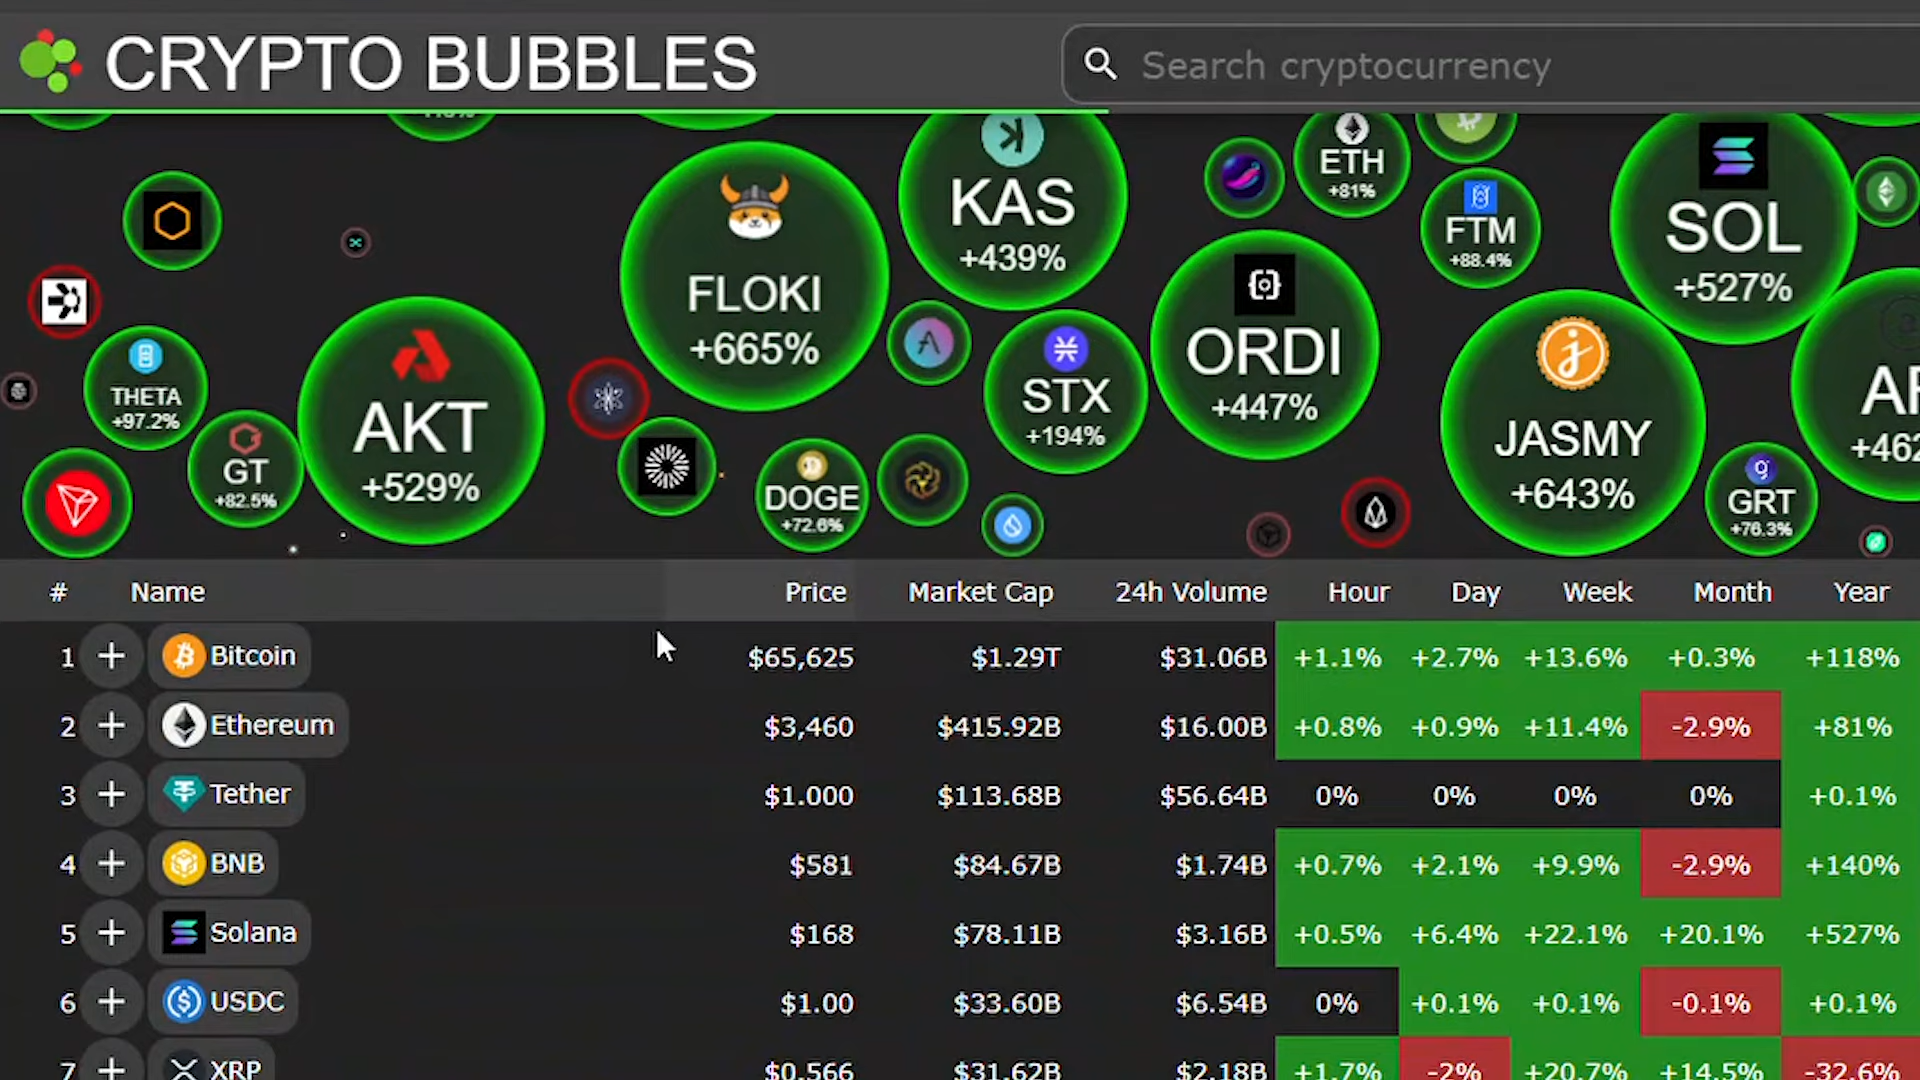 CRYPTO BUBBLES
Search cryptocurrency
KAS
+439%
ETH
+81%
FTM
+88.4%
SOL
+527%
FLOKI
+665%
THETA
+97.2%
AKT
+529%
GT
+82.5%
STX
+194%
ORDI
+447%
JASMY
+643%
DOGE
+72.6%
GRT
+76.3%
# Name Price Market Cap 24h Volume Hour Day Week Month Year
1 + Bitcoin $65,625 $1.29T $31.06B +1.1% +2.7% +13.6% +0.3% +118%
2 + Ethereum $3,460 $415.92B $16.00B +0.8% +0.9% +11.4% -2.9% +81%
3 + Tether $1.000 $113.68B $56.64B 0% 0% 0% 0% +0.1%
4 + BNB $581 $84.67B $1.74B +0.7% +2.1% +9.9% -2.9% +140%
5 + Solana $168 $78.11B $3.16B +0.5% +6.4% +22.1% +20.1% +527%
6 + USDC $1.00 $33.60B $6.54B 0% +0.1% +0.1% -0.1% +0.1%
7 + XRP $0.566 $31.62B $2.18B +1.7% -2% +20.7% +14.5% -32.6%